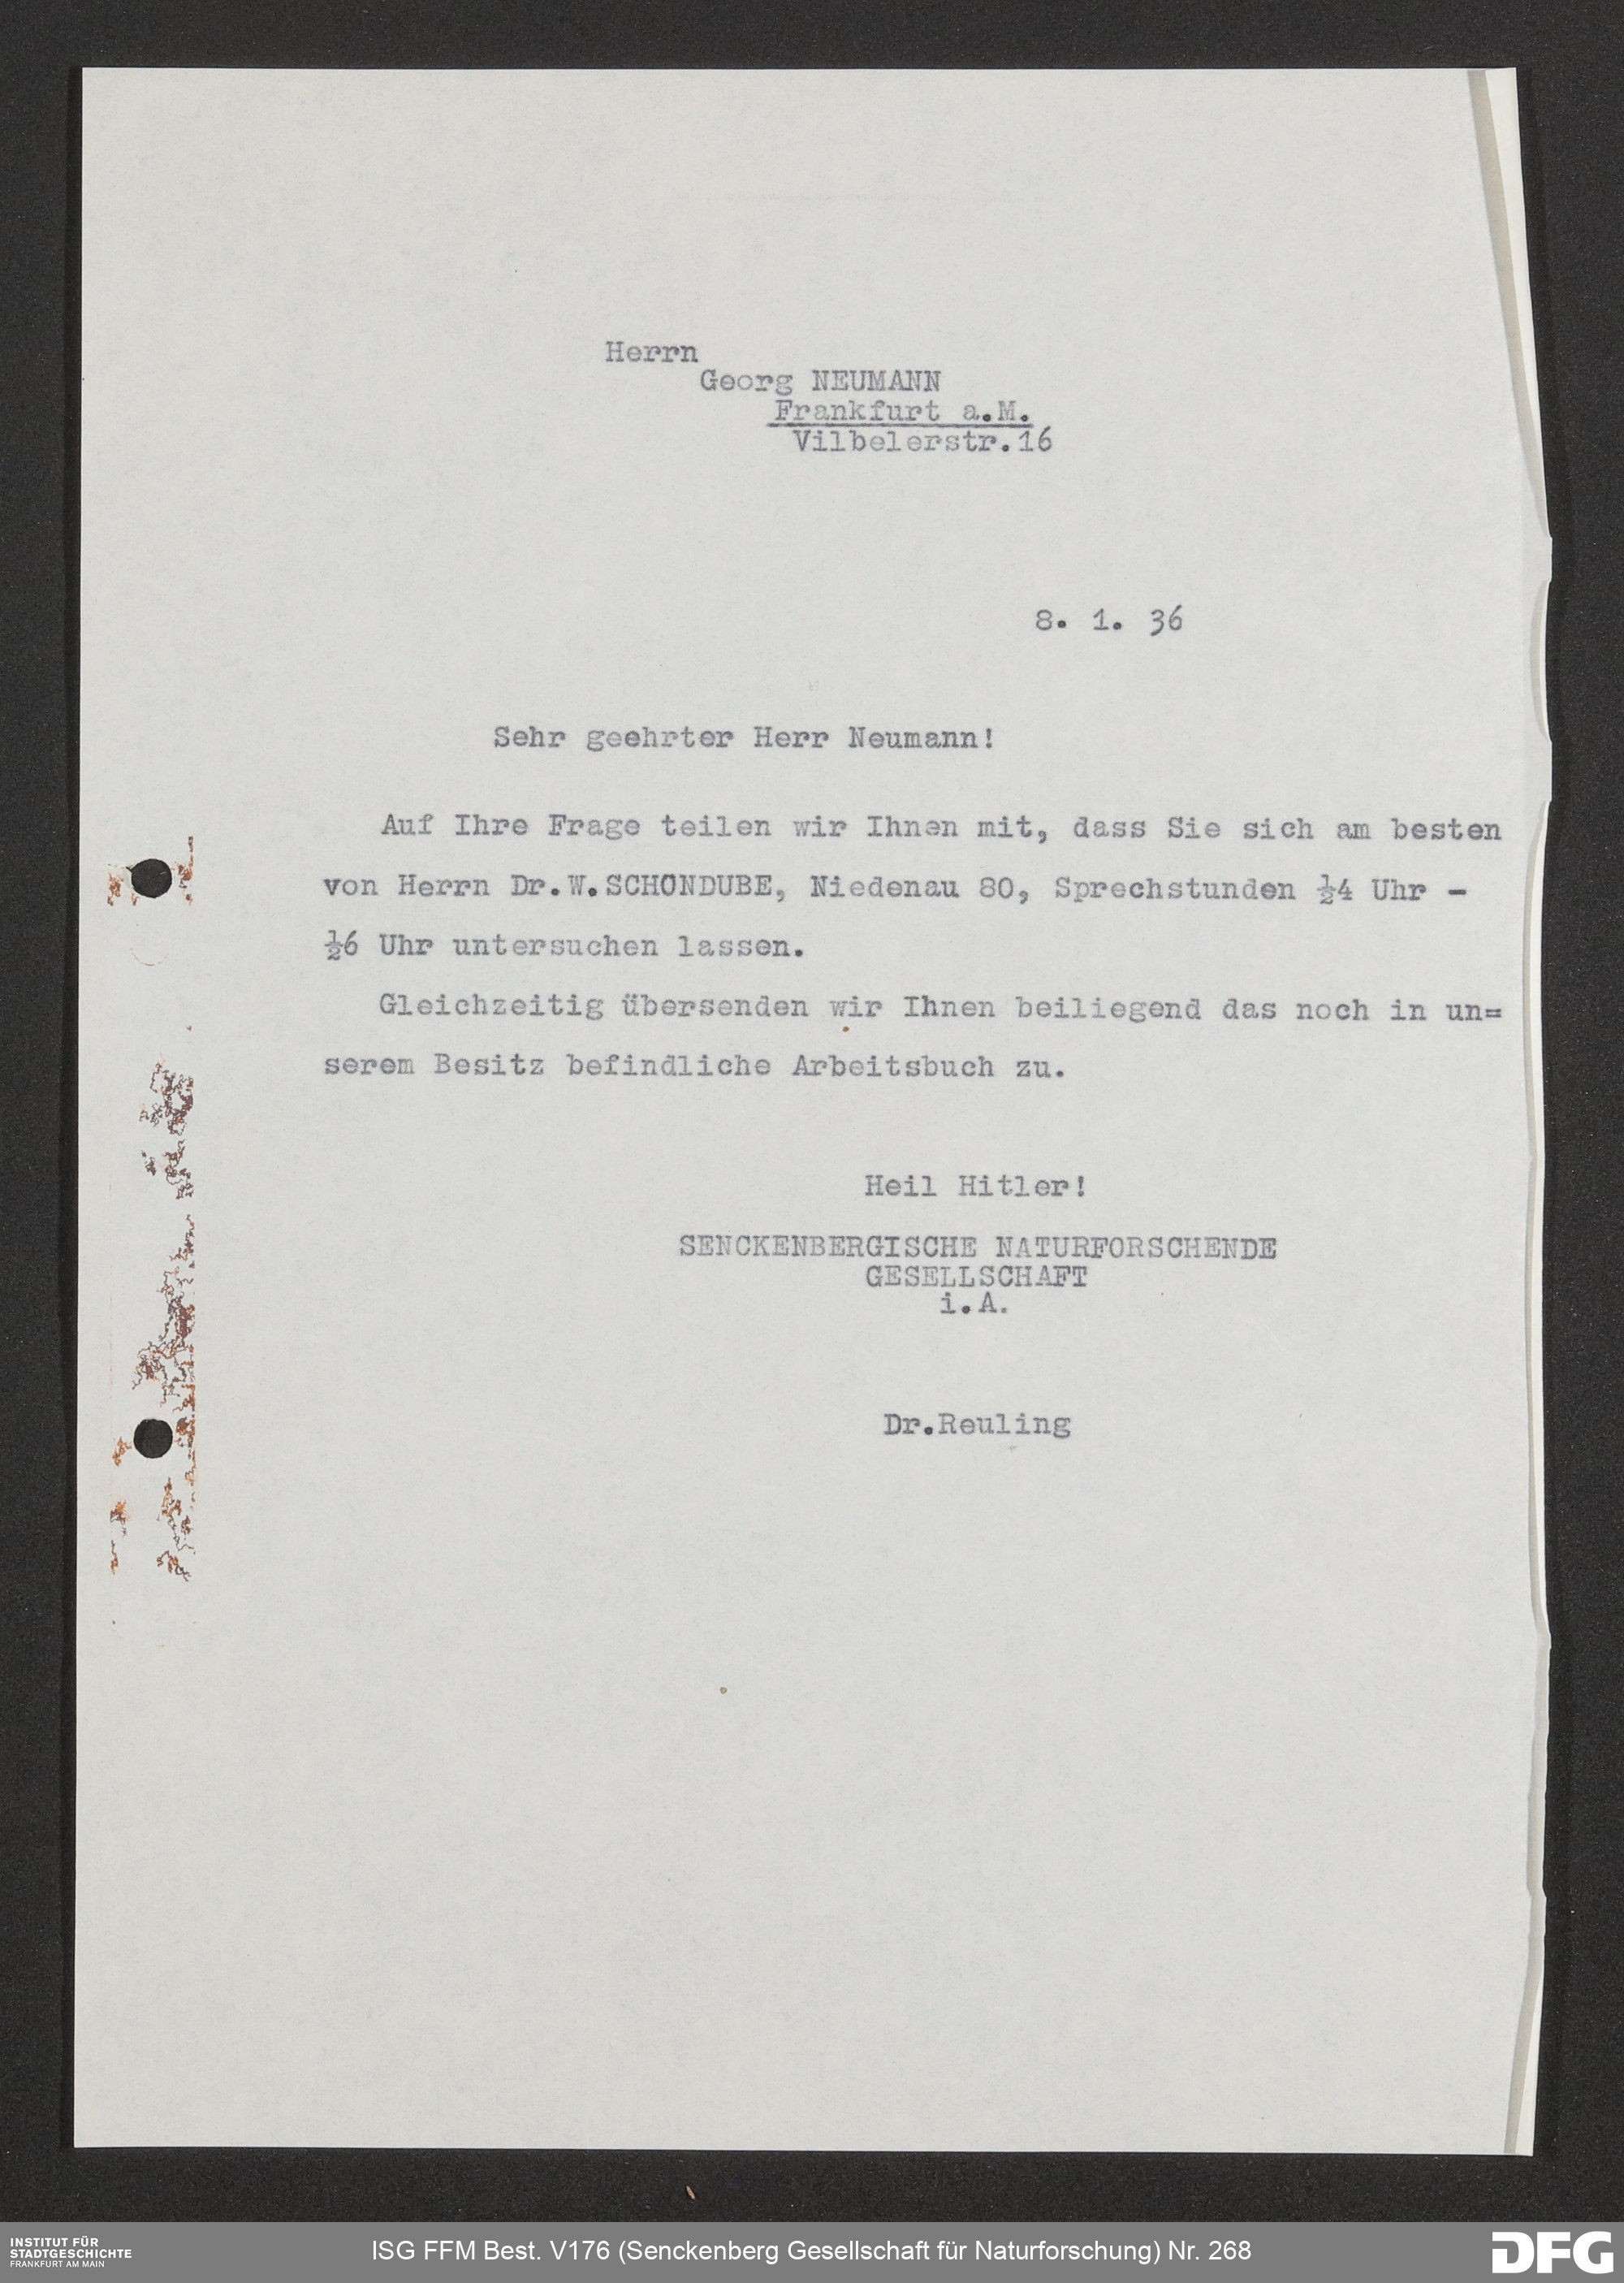 Herrn
Georg NEUMANN
Frankfurt a.M.
Vilbelerstr.16
8. 1. 36
Sehr geehrter Herr Neumann!
Auf Ihre Frage teilen wir Ihnen mit, dass Sie sich am besten
von Herrn Dr.W.SCHONDUBE, Niedenau 80, Sprechstunden ½4 Uhr -
½6 Uhr untersuchen lassen.
Gleichzeitig übersenden wir Ihnen beiliegend das noch in un=
serem Besitz befindliche Arbeitsbuch zu.
Heil Hitler!
SENCKENBERGISCHE NATURFORSCHENDE
GESELLSCHAFT
i.A.
Dr.Reuling
INSTITUT FÜR
STADTGESCHICHTE
FRANKFURT AM MAIN
ISG FFM Best. V176 (Senckenberg Gesellschaft für Naturforschung) Nr. 268
DFG